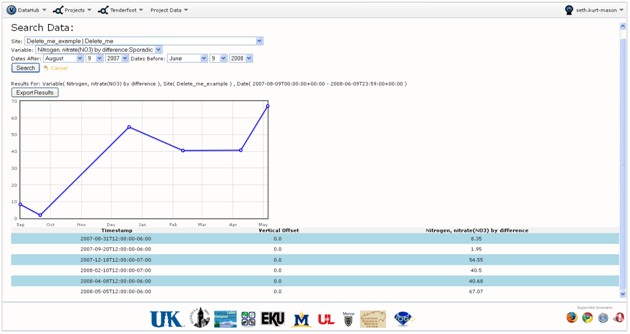 DataHub Projects Tenderfoot Project Data seth.kurt-mason
Search Data:
Site: Delete_me_example | Delete_me
Variable: Nitrogen, nitrate(NO3) by difference Sporadic
Dates After: August 9 2007 Dates Before: June 9 2008
Search Cancel
Results For: Variable( Nitrogen, nitrate(NO3) by difference ), Site( Delete_me_example ) , Date( 2007-08-09T00:00:00+00:00 - 2008-06-09T23:59:00+00:00 )
Export Results
70
60
50
40
30
20
10
0
Sep Oct Nov Dec Jan Feb Mar Apr May
Timestamp Vertical Offset Nitrogen, nitrate(NO3) by difference
2007-08-31T12:00:00-06:00 0.0 8.35
2007-09-20T12:00:00-06:00 0.0 1.95
2007-12-18T12:00:00-07:00 0.0 54.55
2008-02-10T12:00:00-07:00 0.0 40.5
2008-04-08T12:00:00-06:00 0.0 40.68
2008-05-05T12:00:00-06:00 0.0 67.07
UK EKU M UL